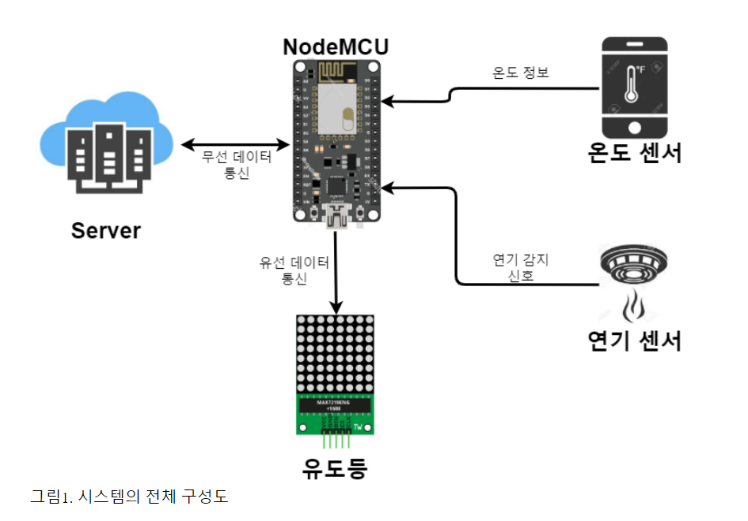 NodeMCU
온도 정보
°F
온도 센서
무선 데이터
통신
Server
유선 데이터
통신
연기 감지
신호
연기 센서
MAX7219ENG
TW
유도등
그림1. 시스템의 전체 구성도